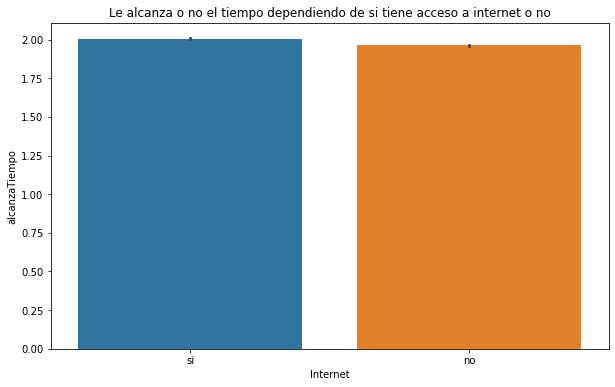 Le alcanza o no el tiempo dependiendo de si tiene acceso a internet o no
2.00
1.75
1.50
1.25
1.00
0.75
0.50
0.25
0.00
alcanzaTiempo
si
no
Internet